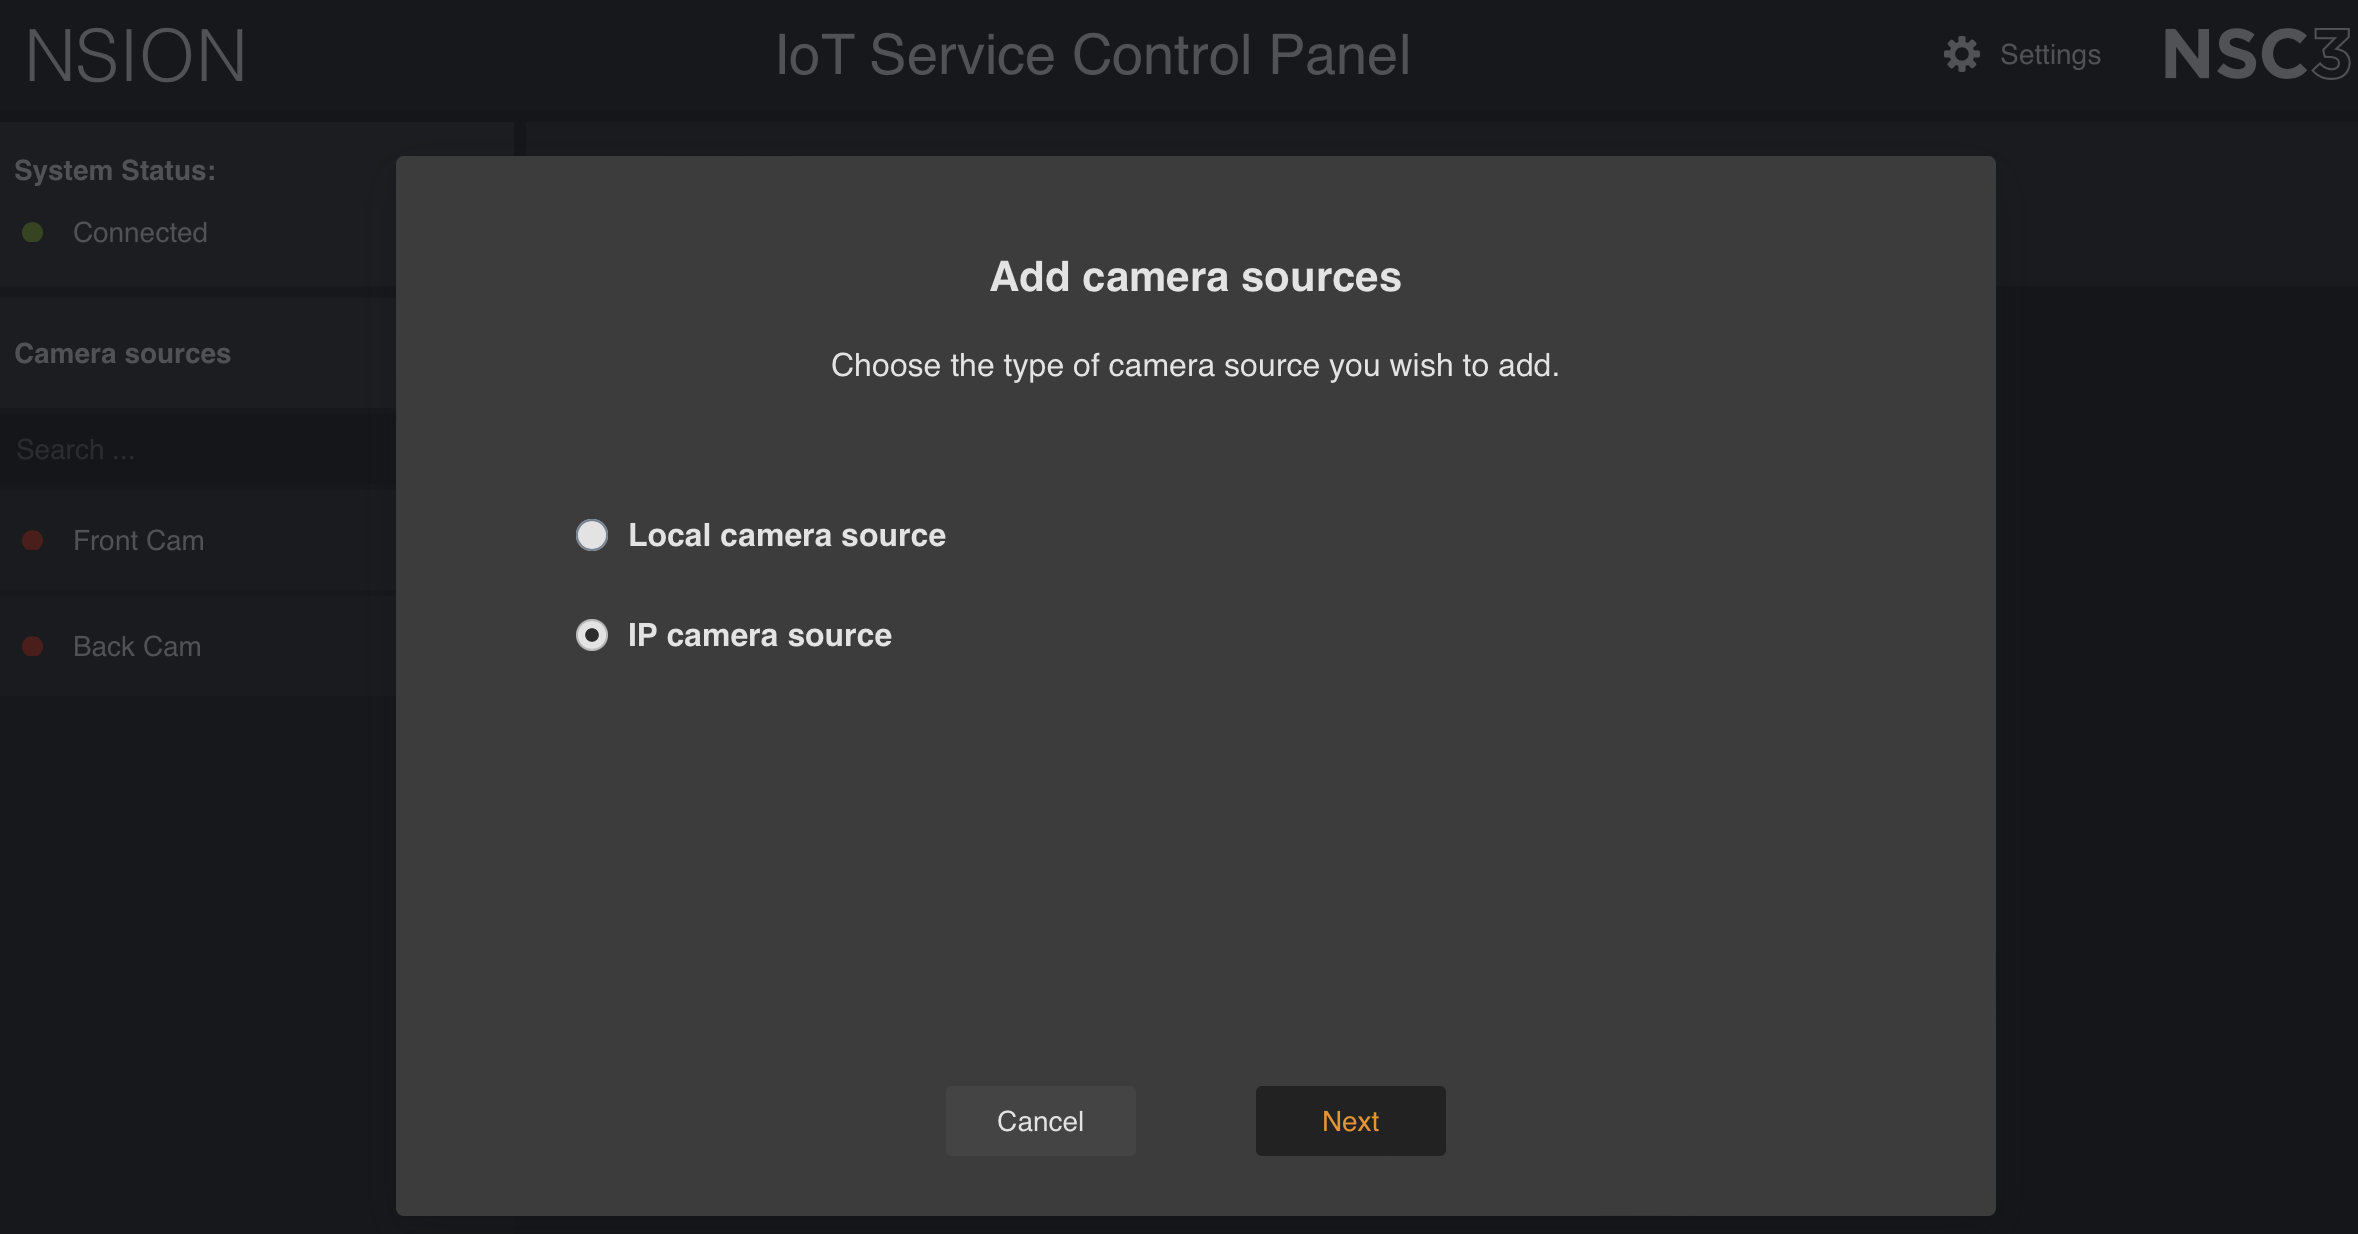 NSION
IoT Service Control Panel
Settings
NSC3
System Status:
Connected
Camera sources
Search ...
Front Cam
Back Cam
Add camera sources
Choose the type of camera source you wish to add.
Local camera source
IP camera source
Cancel
Next